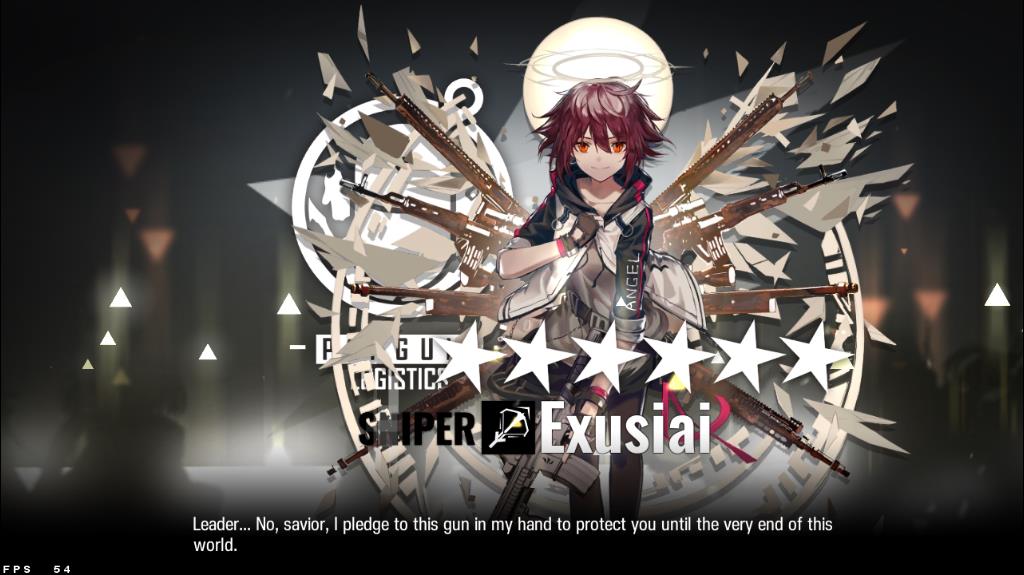 ANGEL
SNIPER
Exusiai
Leader... No, savior, I pledge to this gun in my hand to protect you until the very end of this
world.
FPS 54